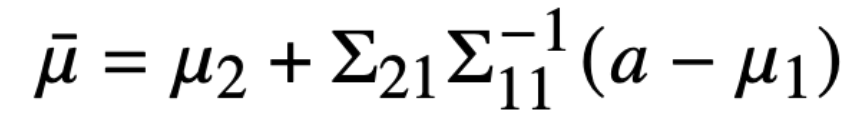 μ̄ = μ₂ + Σ₂₁Σ₁₁⁻¹(a − μ₁)